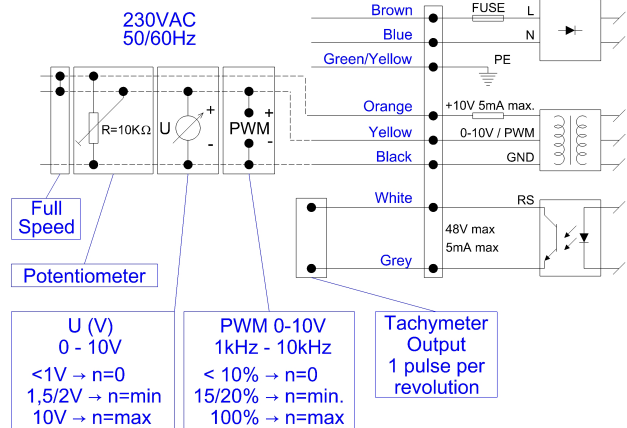 230VAC
50/60Hz
Brown
FUSE
L
Blue
N
Green/Yellow
PE
Orange
+10V 5mA max.
Yellow
0-10V / PWM
Black
GND
R=10KΩ
U
+
-
PWM
+
-
White
RS
48V max
5mA max
Grey
Full
Speed
Potentiometer
U (V)
0 - 10V
<1V → n=0
1,5/2V → n=min
10V → n=max
PWM 0-10V
1kHz - 10kHz
< 10% → n=0
15/20% → n=min.
100% → n=max
Tachymeter
Output
1 pulse per
revolution